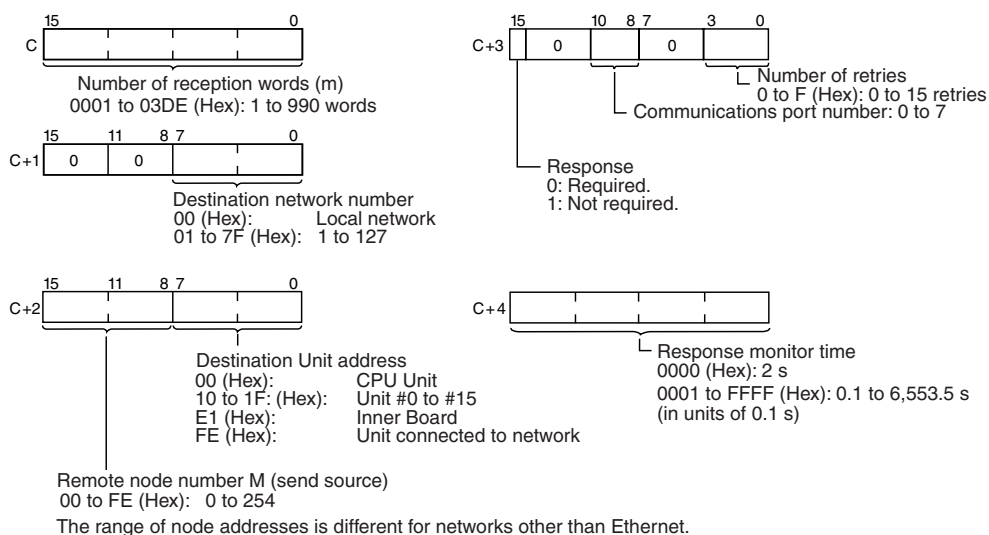 15 0
C
Number of reception words (m)
0001 to 03DE (Hex): 1 to 990 words
15 11 8 7 0
C+1 0 0
Destination network number
00 (Hex): Local network
01 to 7F (Hex): 1 to 127
15 11 8 7 0
C+2
Destination Unit address
00 (Hex): CPU Unit
10 to 1F: (Hex): Unit #0 to #15
E1 (Hex): Inner Board
FE (Hex): Unit connected to network
Remote node number M (send source)
00 to FE (Hex): 0 to 254
The range of node addresses is different for networks other than Ethernet.
15 10 8 7 3 0
C+3 0 0
Number of retries
0 to F (Hex): 0 to 15 retries
Communications port number: 0 to 7
Response
0: Required.
1: Not required.
C+4
Response monitor time
0000 (Hex): 2 s
0001 to FFFF (Hex): 0.1 to 6,553.5 s
(in units of 0.1 s)